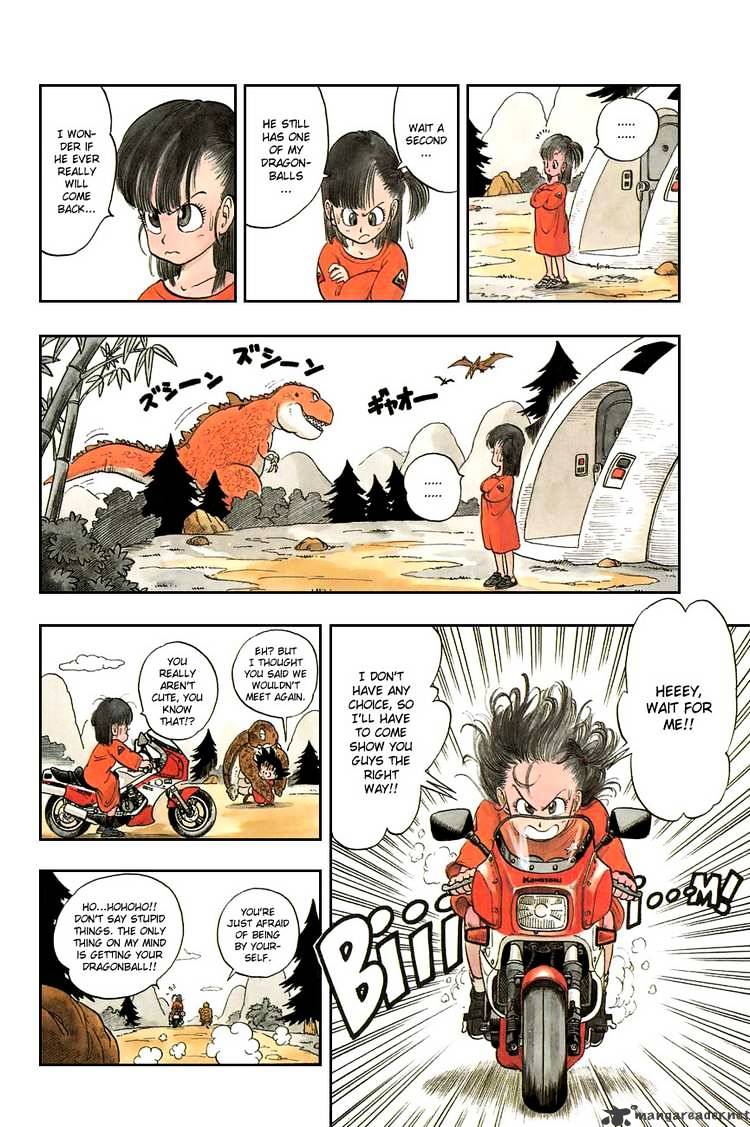 ......
......
WAIT A
SECOND
...
HE STILL
HAS ONE
OF MY
DRAGON-
BALLS
...
I WON-
DER IF
HE EVER
REALLY
WILL
COME
BACK...
ギャオー
ズシーン
ズシーン
......
......
HEEEY,
WAIT FOR
ME!!
I DON'T
HAVE ANY
CHOICE, SO
I'LL HAVE
TO COME
SHOW YOU
GUYS THE
RIGHT
WAY!!
Kawasaki
Biiiii...M!
EH? BUT
I THOUGHT
YOU SAID WE
WOULDN'T
MEET AGAIN.
YOU
REALLY
AREN'T
CUTE, YOU
KNOW
THAT!?
YOU'RE
JUST AFRAID
OF BEING
BY YOUR-
SELF.
HO...HOHOHO!!
DON'T SAY STUPID
THINGS. THE ONLY
THING ON MY MIND
IS GETTING YOUR
DRAGONBALL!!
mangareader.net